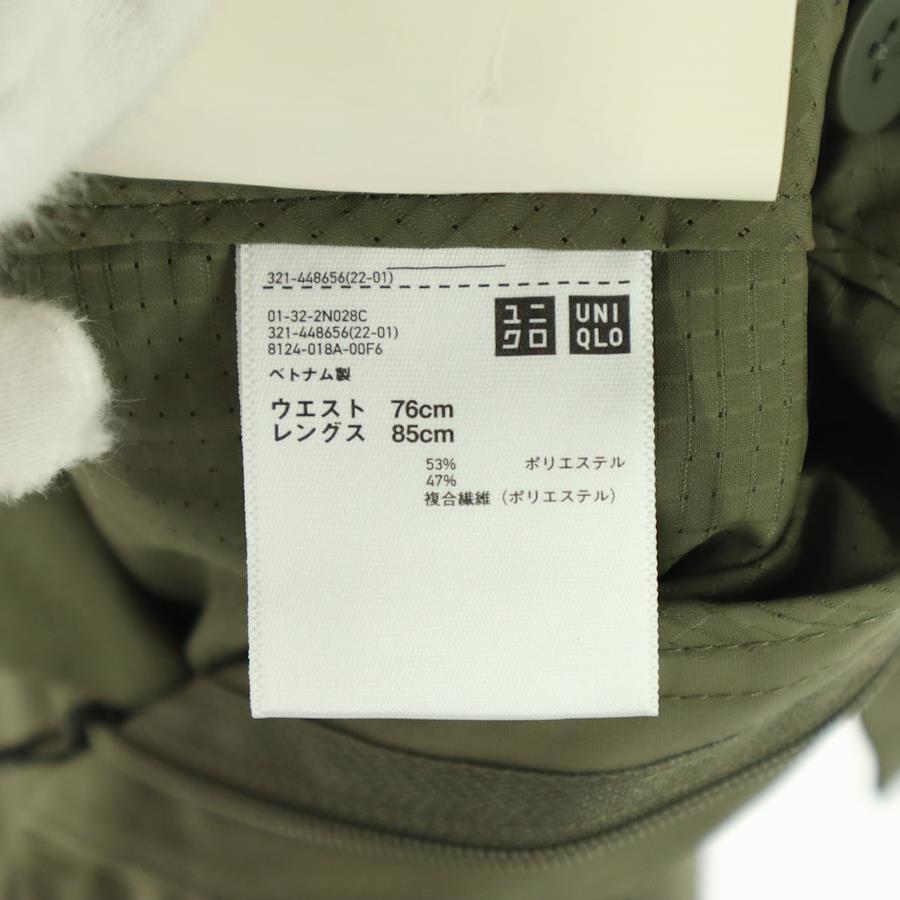 321-448656(22-01)
01-32-2N028C
321-448656(22-01)
8124-018A-00F6
ユニ
クロ
UNI
QLO
ベトナム製
ウエスト 76cm
レングス 85cm
53% ポリエステル
47%
複合繊維（ポリエステル）